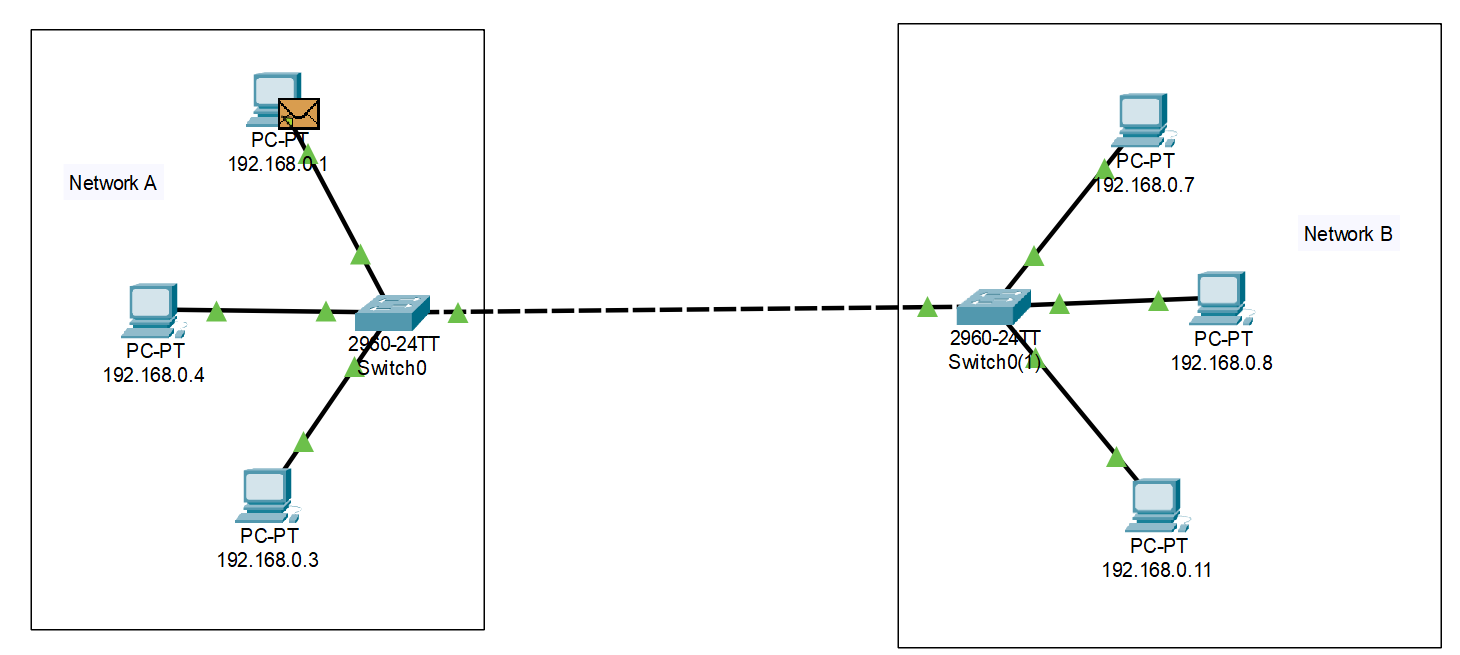 Network A
PC-PT
192.168.0.1
PC-PT
192.168.0.4
PC-PT
192.168.0.3
2960-24TT
Switch0
2960-24TT
Switch0(1)
Network B
PC-PT
192.168.0.7
PC-PT
192.168.0.8
PC-PT
192.168.0.11